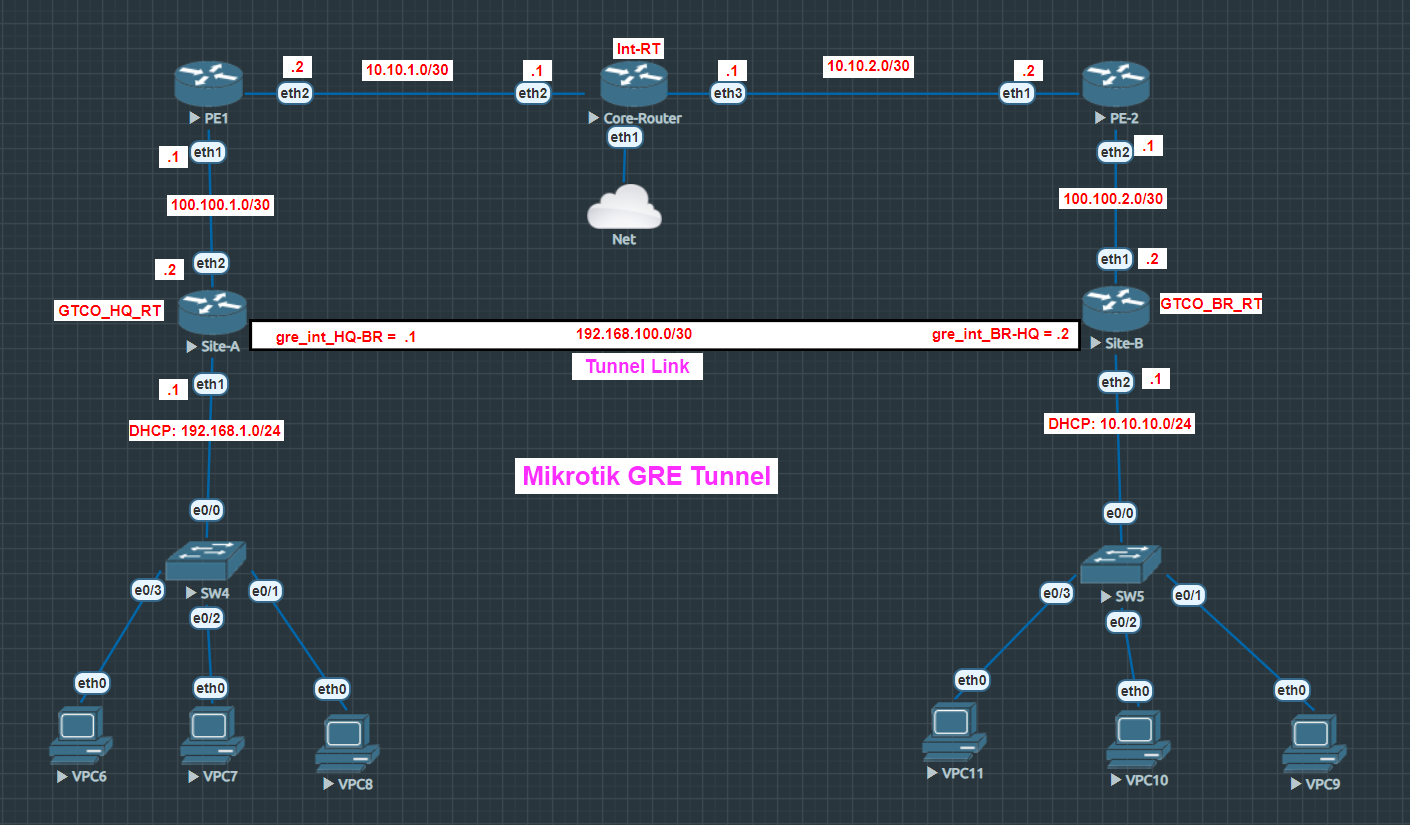 Int-RT
.2
10.10.1.0/30
.1
.1
10.10.2.0/30
.2
eth2
eth2
eth3
eth1
PE1
Core-Router
PE-2
eth1
.1
eth1
eth2
.1
100.100.1.0/30
100.100.2.0/30
Net
eth2
.2
eth1
.2
GTCO_HQ_RT
GTCO_BR_RT
Site-A
gre_int_HQ-BR = .1
192.168.100.0/30
gre_int_BR-HQ = .2
Site-B
Tunnel Link
.1
eth1
eth2
.1
DHCP: 192.168.1.0/24
DHCP: 10.10.10.0/24
Mikrotik GRE Tunnel
e0/0
e0/0
e0/3
SW4
e0/1
e0/2
e0/3
SW5
e0/1
e0/2
eth0
eth0
eth0
eth0
eth0
eth0
VPC6
VPC7
VPC8
VPC11
VPC10
VPC9